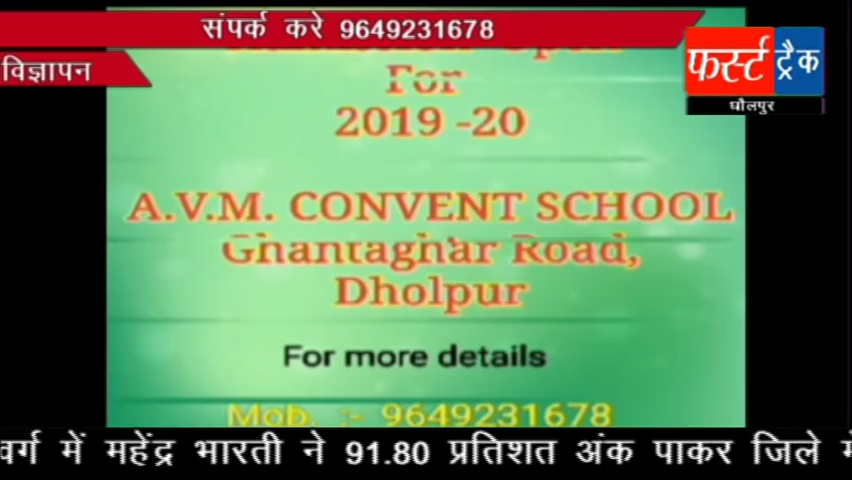 संपर्क करे 9649231678
विज्ञापन
फर्स्ट ट्रैक
धौलपुर
For
2019 -20
A.V.M. CONVENT SCHOOL
Ghantaghar Road,
Dholpur
For more details
Mob. :- 9649231678
वर्ग में महेंद्र भारती ने 91.80 प्रतिशत अंक पाकर जिले में